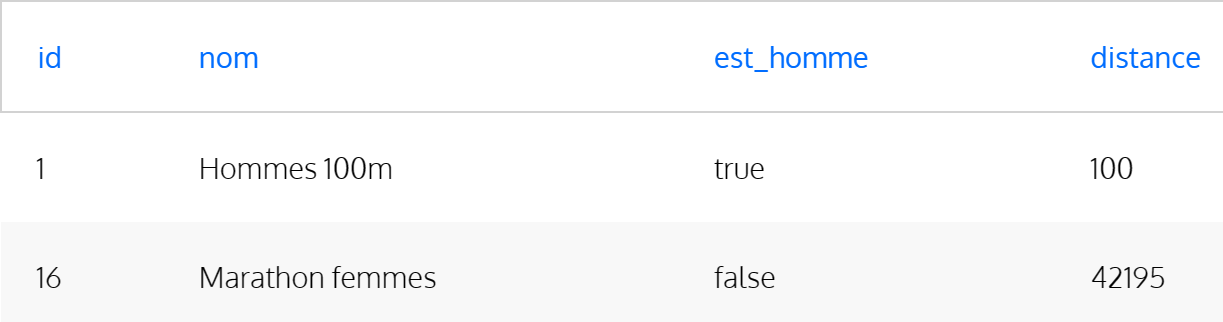 id nom est_homme distance
1 Hommes 100m true 100
16 Marathon femmes false 42195